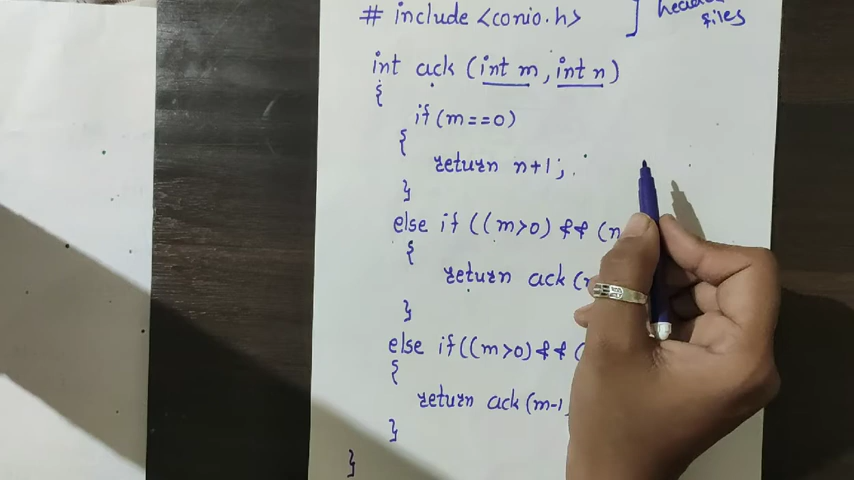 # include <conio.h>
files
int ack (int m, int n)
{
if (m==0)
{
return n+1;
}
else if ((m>0) && (n
{
return ack (
}
else if ((m>0) && (
{
return ack (m-1,
}
}